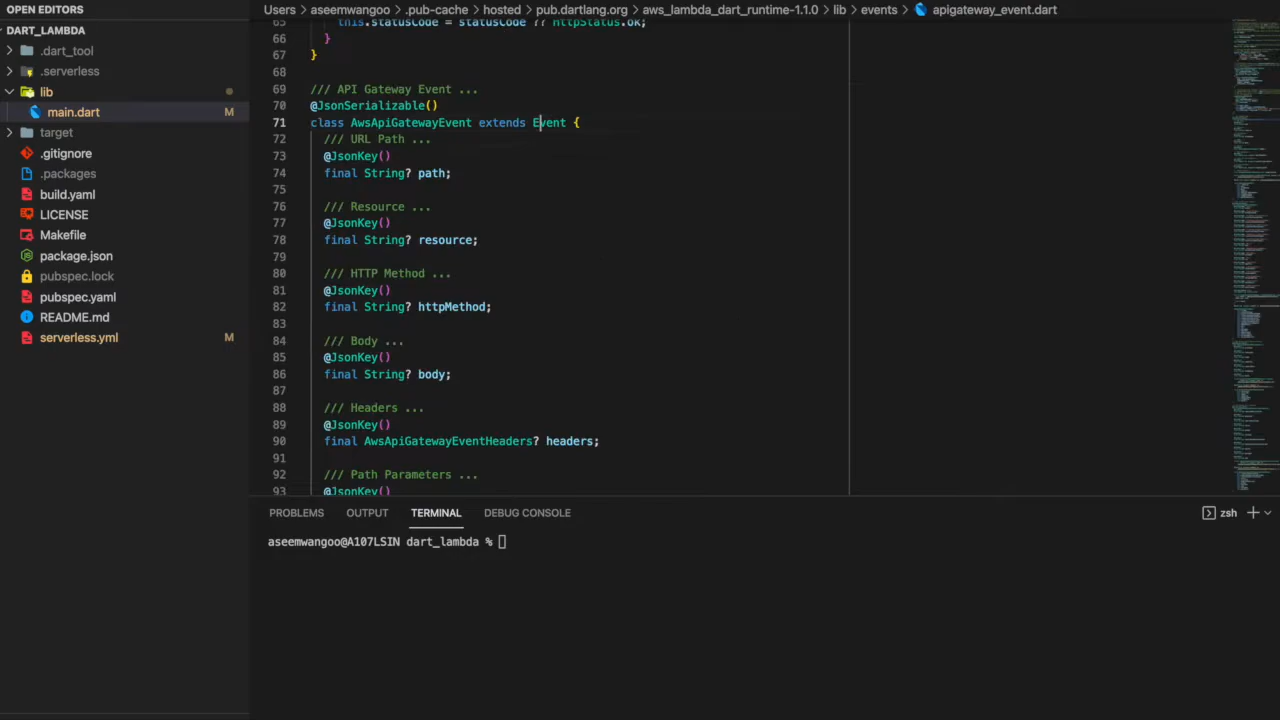 OPEN EDITORS
Users > aseemwangoo > .pub-cache > hosted > pub.dartlang.org > aws_lambda_dart_runtime-1.1.0 > lib > events > apigateway_event.dart
DART_LAMBDA
.dart_tool
.serverless
lib
main.dart M
target
.gitignore
.packages
build.yaml
LICENSE
Makefile
package.json
pubspec.lock
pubspec.yaml
README.md
serverless.yml M
65 this.statusCode = statusCode ?? HttpStatus.ok;
66 }
67 }
68
69 /// API Gateway Event ...
70 @JsonSerializable()
71 class AwsApiGatewayEvent extends Event {
72 /// URL Path ...
73 @JsonKey()
74 final String? path;
75
76 /// Resource ...
77 @JsonKey()
78 final String? resource;
79
80 /// HTTP Method ...
81 @JsonKey()
82 final String? httpMethod;
83
84 /// Body ...
85 @JsonKey()
86 final String? body;
87
88 /// Headers ...
89 @JsonKey()
90 final AwsApiGatewayEventHeaders? headers;
91
92 /// Path Parameters ...
93 @JsonKey()
PROBLEMS OUTPUT TERMINAL DEBUG CONSOLE zsh
aseemwangoo@A107LSIN dart_lambda %